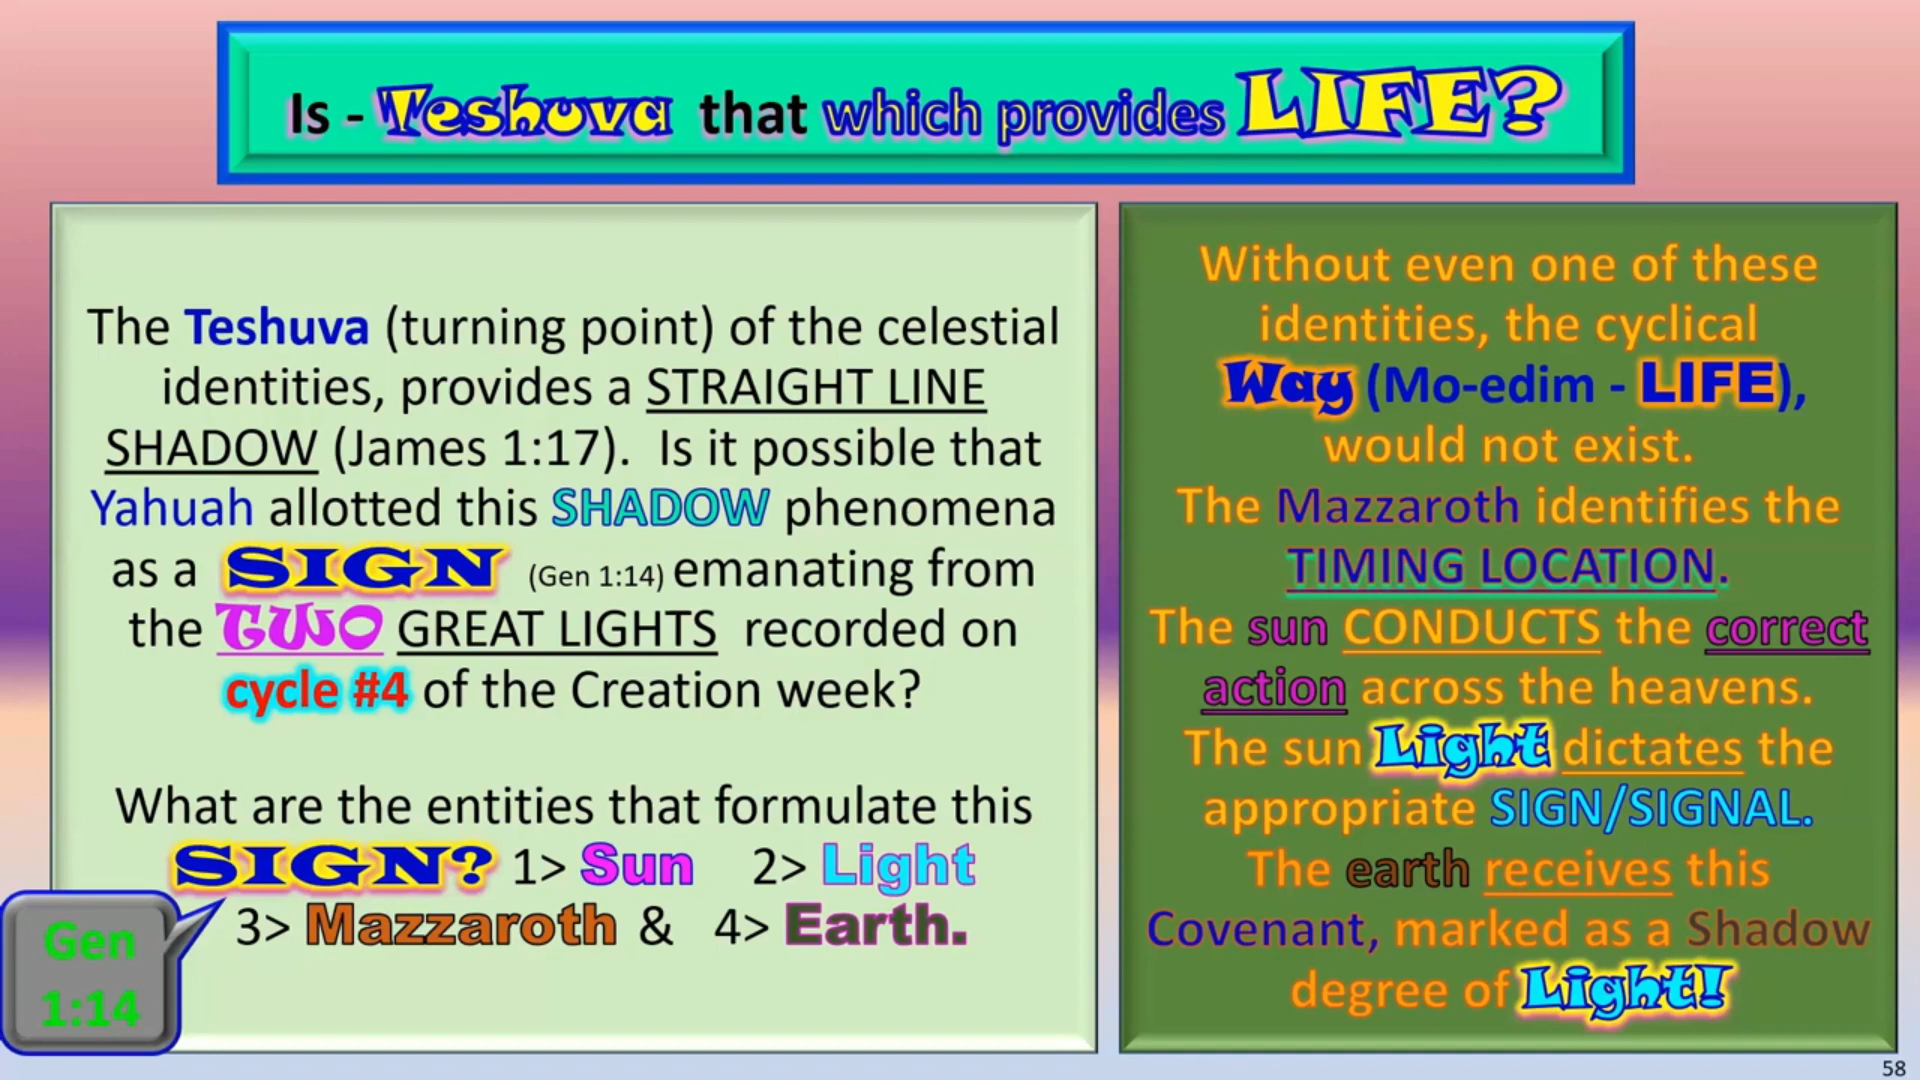 Is - Teshuva that which provides LIFE?
The Teshuva (turning point) of the celestial
identities, provides a STRAIGHT LINE
SHADOW (James 1:17). Is it possible that
Yahuah allotted this SHADOW phenomena
as a SIGN (Gen 1:14) emanating from
the TWO GREAT LIGHTS recorded on
cycle #4 of the Creation week?
What are the entities that formulate this
SIGN? 1> Sun 2> Light
3> Mazzaroth & 4> Earth.
Gen
1:14
Without even one of these
identities, the cyclical
Way (Mo-edim - LIFE),
would not exist.
The Mazzaroth identifies the
TIMING LOCATION.
The sun CONDUCTS the correct
action across the heavens.
The sun Light dictates the
appropriate SIGN/SIGNAL.
The earth receives this
Covenant, marked as a Shadow
degree of Light!
58